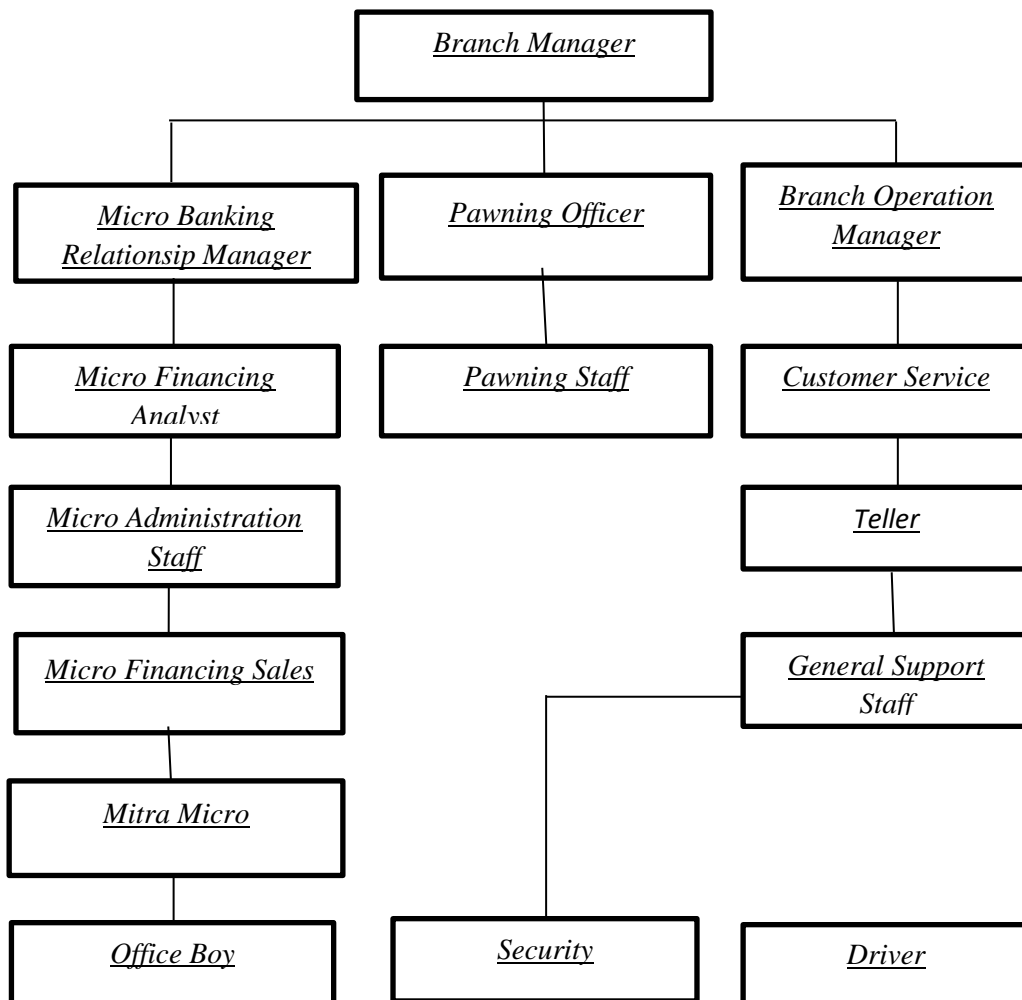 Branch Manager
Micro Banking
Relationsip Manager
Pawning Officer
Branch Operation
Manager
Micro Financing
Analyst
Pawning Staff
Customer Service
Micro Administration
Staff
Teller
Micro Financing Sales
General Support
Staff
Mitra Micro
Office Boy
Security
Driver